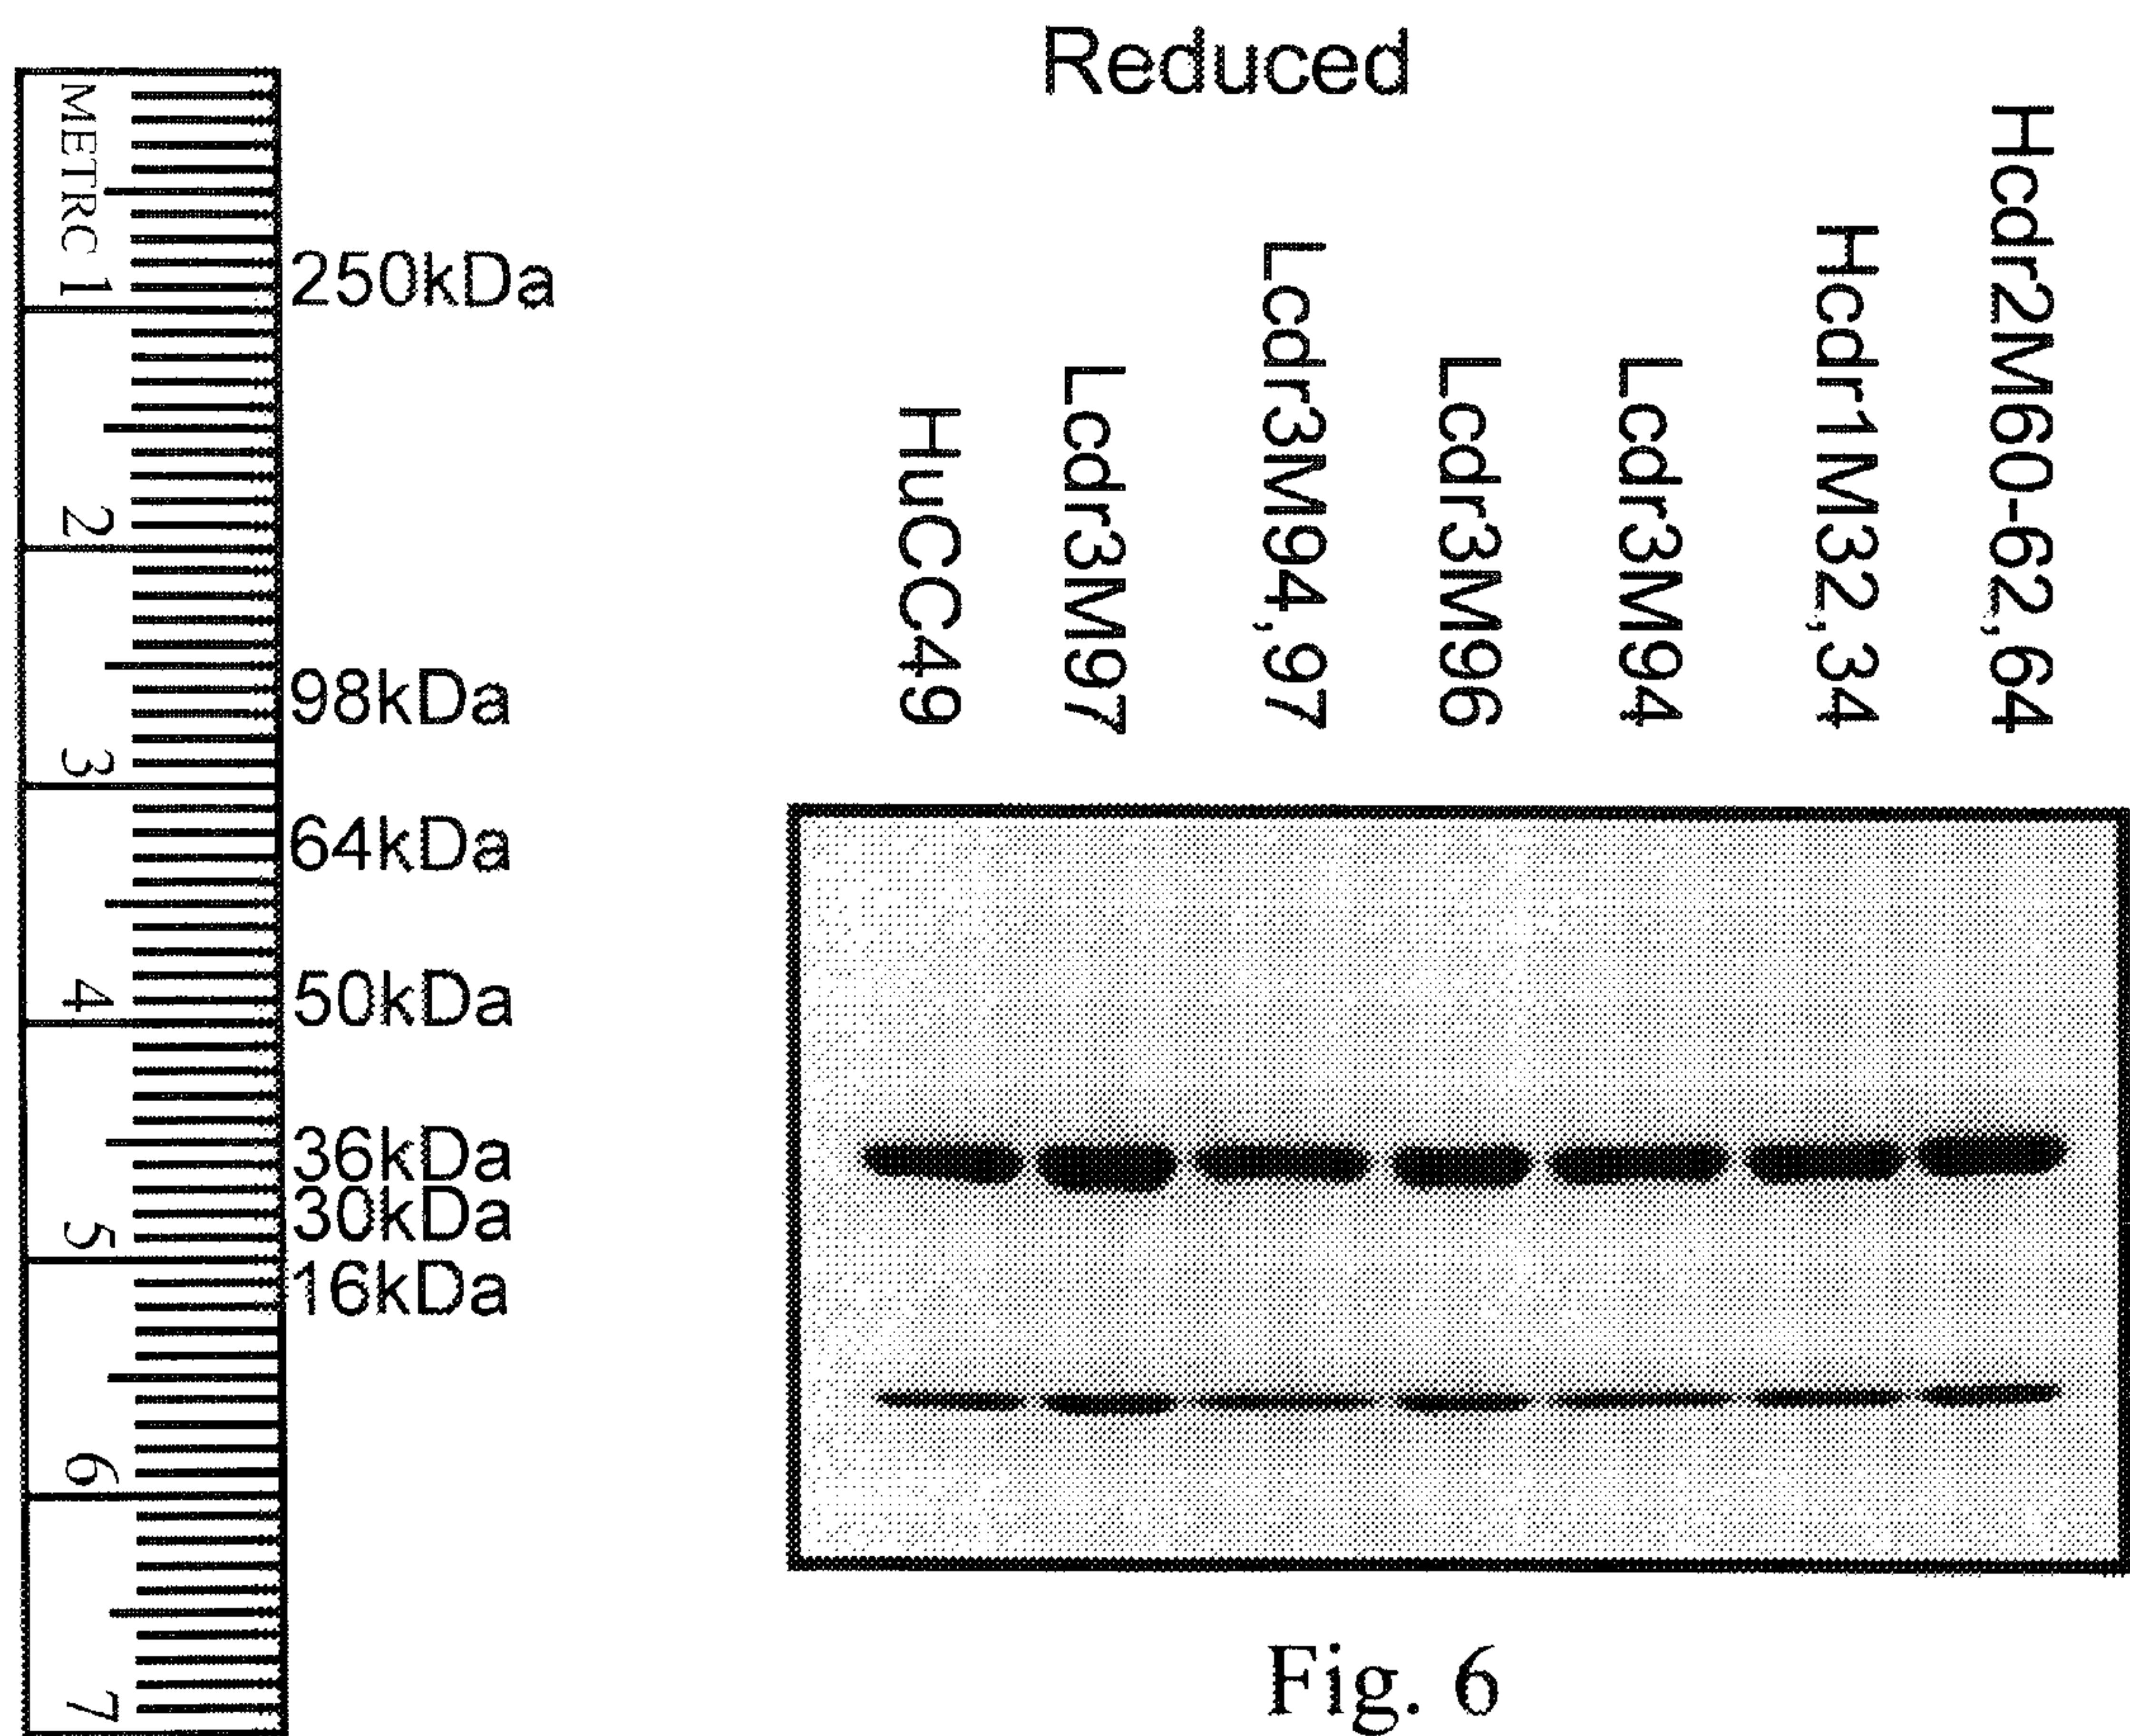 Reduced
METRC 1
2
3
4
5
6
7
250kDa
98kDa
64kDa
50kDa
36kDa
30kDa
16kDa
HuCC49
Lcdr3M97
Lcdr3M94,97
Lcdr3M96
Lcdr3M94
Hcdr1M32,34
Hcdr2M60-62,64
Fig. 6